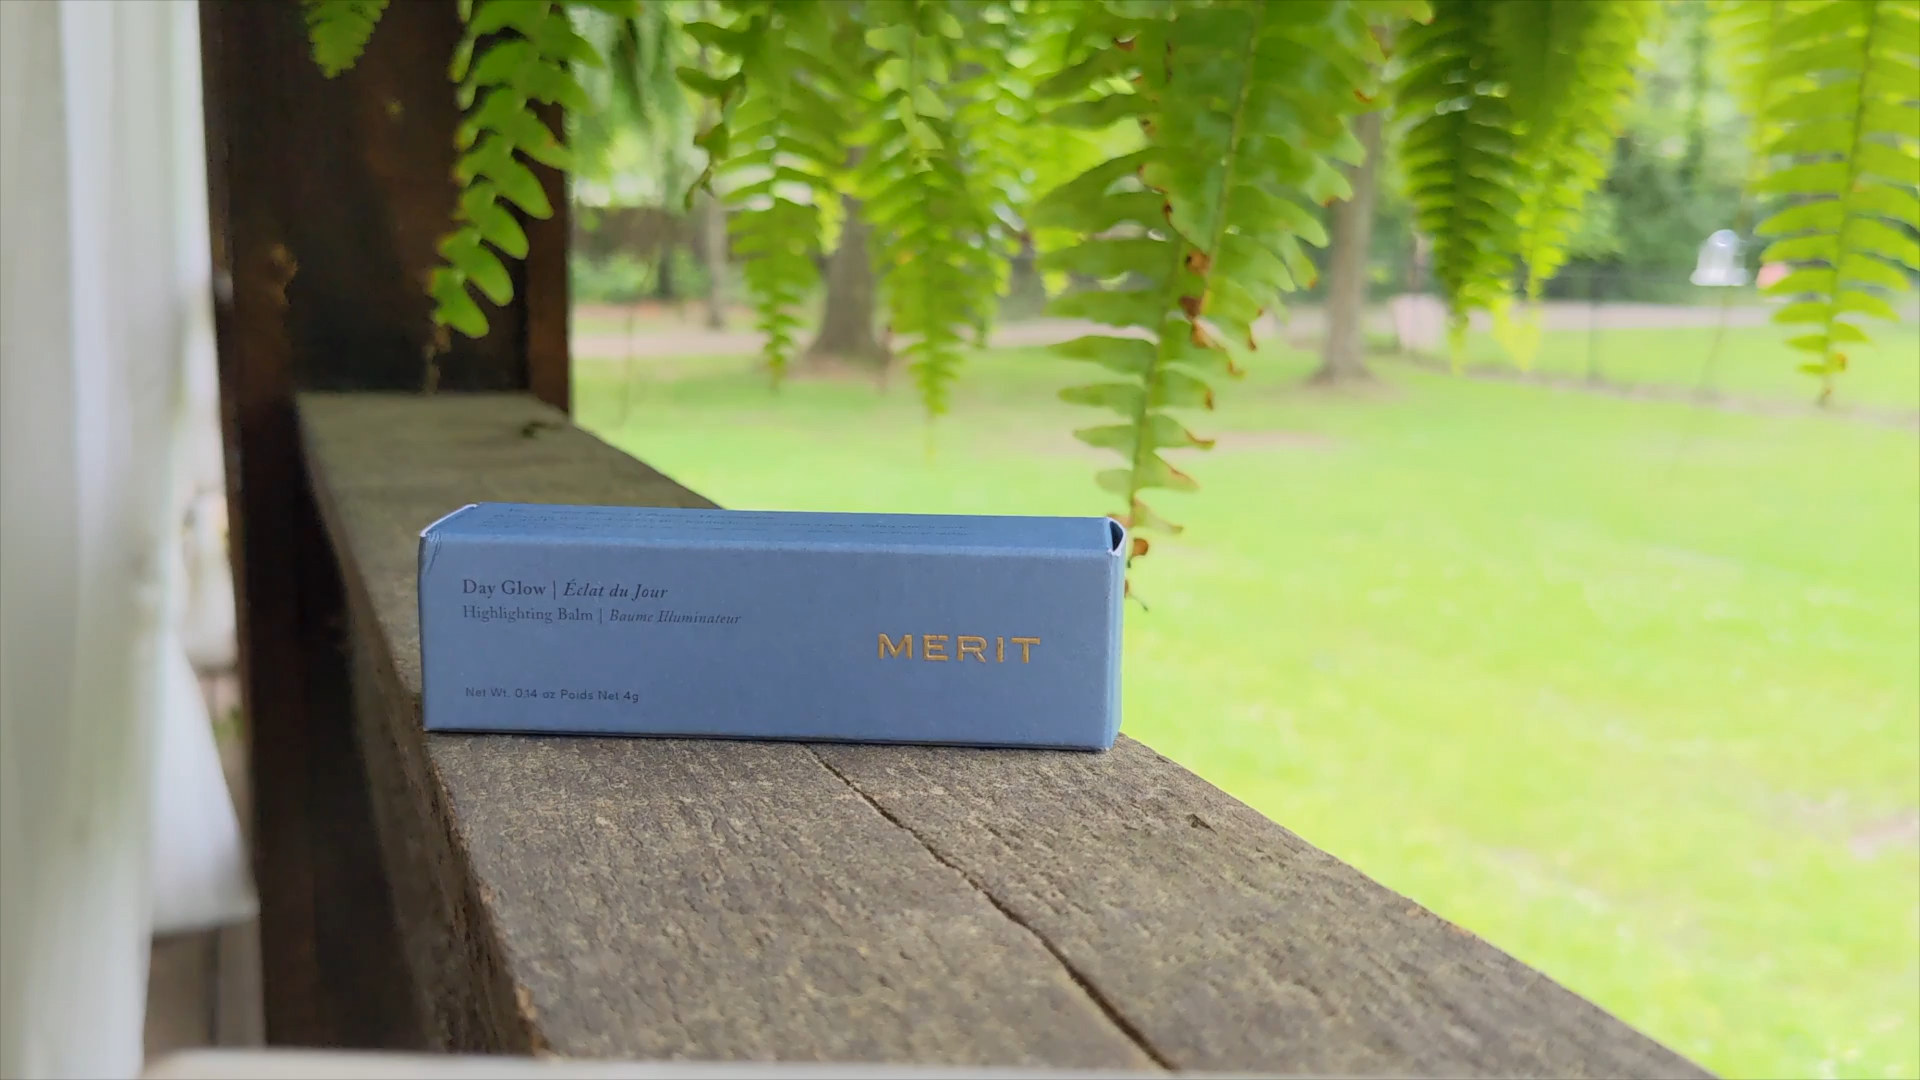 Day Glow | Éclat du Jour
Highlighting Balm | Baume Illuminateur
MERIT
Net Wt. 0.14 oz Poids Net 4g